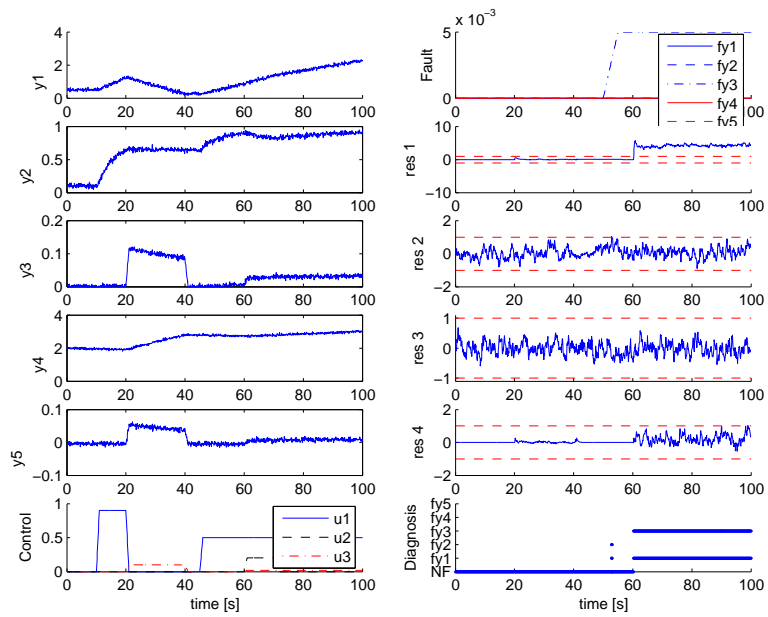 y1
4
2
0
0 20 40 60 80 100
y2
1
0.5
0
0 20 40 60 80 100
y3
0.2
0.1
0
0 20 40 60 80 100
y4
4
2
0
0 20 40 60 80 100
y5
0.1
0
−0.1
0 20 40 60 80 100
Control
1
0.5
0
0 20 40 60 80 100
time [s]
u1
u2
u3
x 10−3
Fault
5
0
0 20 40 60 80 100
fy1
fy2
fy3
fy4
fy5
res 1
10
0
−10
0 20 40 60 80 100
res 2
2
0
−2
0 20 40 60 80 100
res 3
1
0
−1
0 20 40 60 80 100
res 4
2
0
−2
0 20 40 60 80 100
Diagnosis
fy5
fy4
fy3
fy2
fy1
NF
0 20 40 60 80 100
time [s]